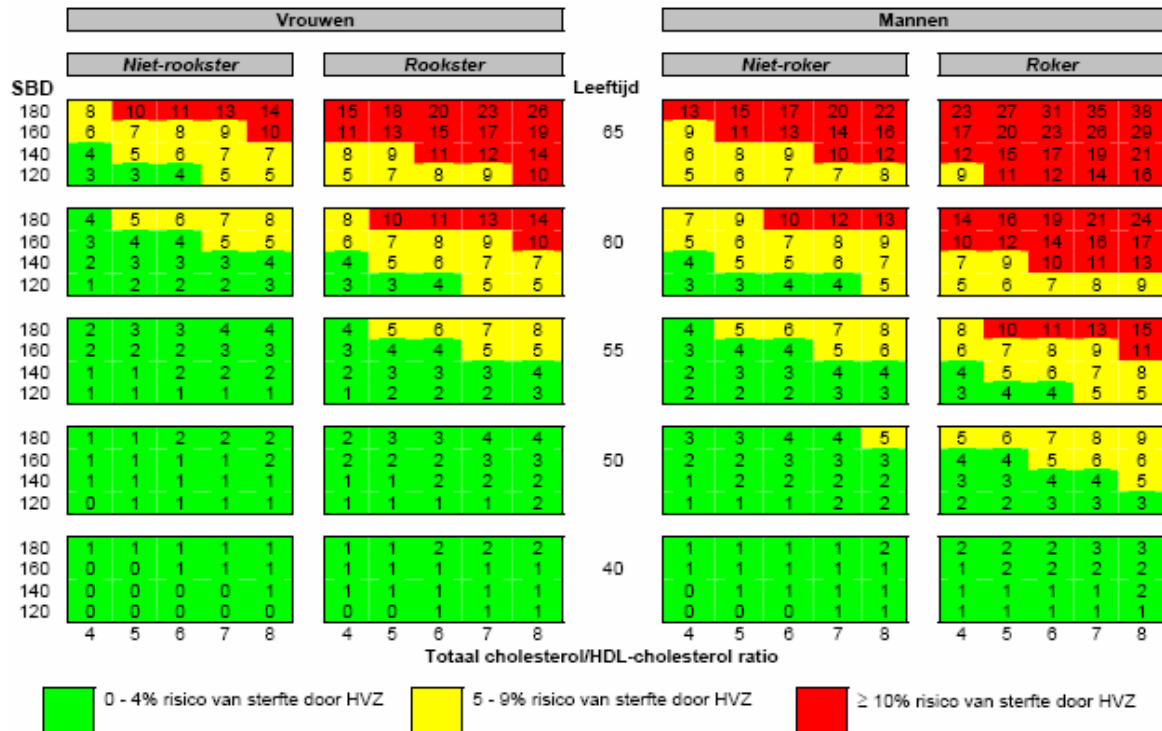 Vrouwen Mannen
Niet-rookster Rookster Niet-roker Roker
SBD Leeftijd
180 8 10 11 13 14 15 18 20 23 26 13 15 17 20 22 23 27 31 35 38
160 6 7 8 9 10 11 13 15 17 19 65 9 11 13 14 16 17 20 23 26 29
140 4 5 6 7 7 8 9 11 12 14 6 8 9 10 12 12 15 17 19 21
120 3 3 4 5 5 5 7 8 9 10 5 6 7 7 8 9 11 12 14 16
180 4 5 6 7 8 8 10 11 13 14 7 9 10 12 13 14 16 19 21 24
160 3 4 4 5 5 6 7 8 9 10 60 5 6 7 8 9 10 12 14 16 17
140 2 3 3 3 4 4 5 6 7 7 4 5 5 6 7 7 9 10 11 13
120 1 2 2 2 3 3 3 4 5 5 3 3 4 4 5 5 6 7 8 9
180 2 3 3 4 4 4 5 6 7 8 4 5 6 7 8 8 10 11 13 15
160 2 2 2 3 3 3 4 4 5 5 55 3 4 4 5 6 6 7 8 9 11
140 1 1 2 2 2 2 3 3 3 4 2 3 3 4 4 4 5 6 7 8
120 1 1 1 1 1 1 2 2 2 3 2 2 2 3 3 3 4 4 5 5
180 1 1 2 2 2 2 3 3 4 4 3 3 4 4 5 5 6 7 8 9
160 1 1 1 1 2 2 2 2 3 3 50 2 2 3 3 3 4 4 5 6 6
140 1 1 1 1 1 1 1 2 2 2 1 2 2 2 3 3 3 4 4 5
120 0 1 1 1 1 1 1 1 1 2 1 1 1 2 2 2 2 3 3 3
180 1 1 1 1 1 1 1 2 2 2 1 1 1 1 2 2 2 2 3 3
160 0 0 1 1 1 1 1 1 1 1 40 1 1 1 1 1 1 2 2 2 2
140 0 0 0 0 1 0 1 1 1 1 0 1 1 1 1 1 1 1 1 2
120 0 0 0 0 0 0 0 1 1 1 0 0 1 1 1 1 1 1 1 1
4 5 6 7 8 4 5 6 7 8 4 5 6 7 8 4 5 6 7 8
Totaal cholesterol/HDL-cholesterol ratio
0 - 4% risico van sterfte door HVZ 5 - 9% risico van sterfte door HVZ ≥ 10% risico van sterfte door HVZ